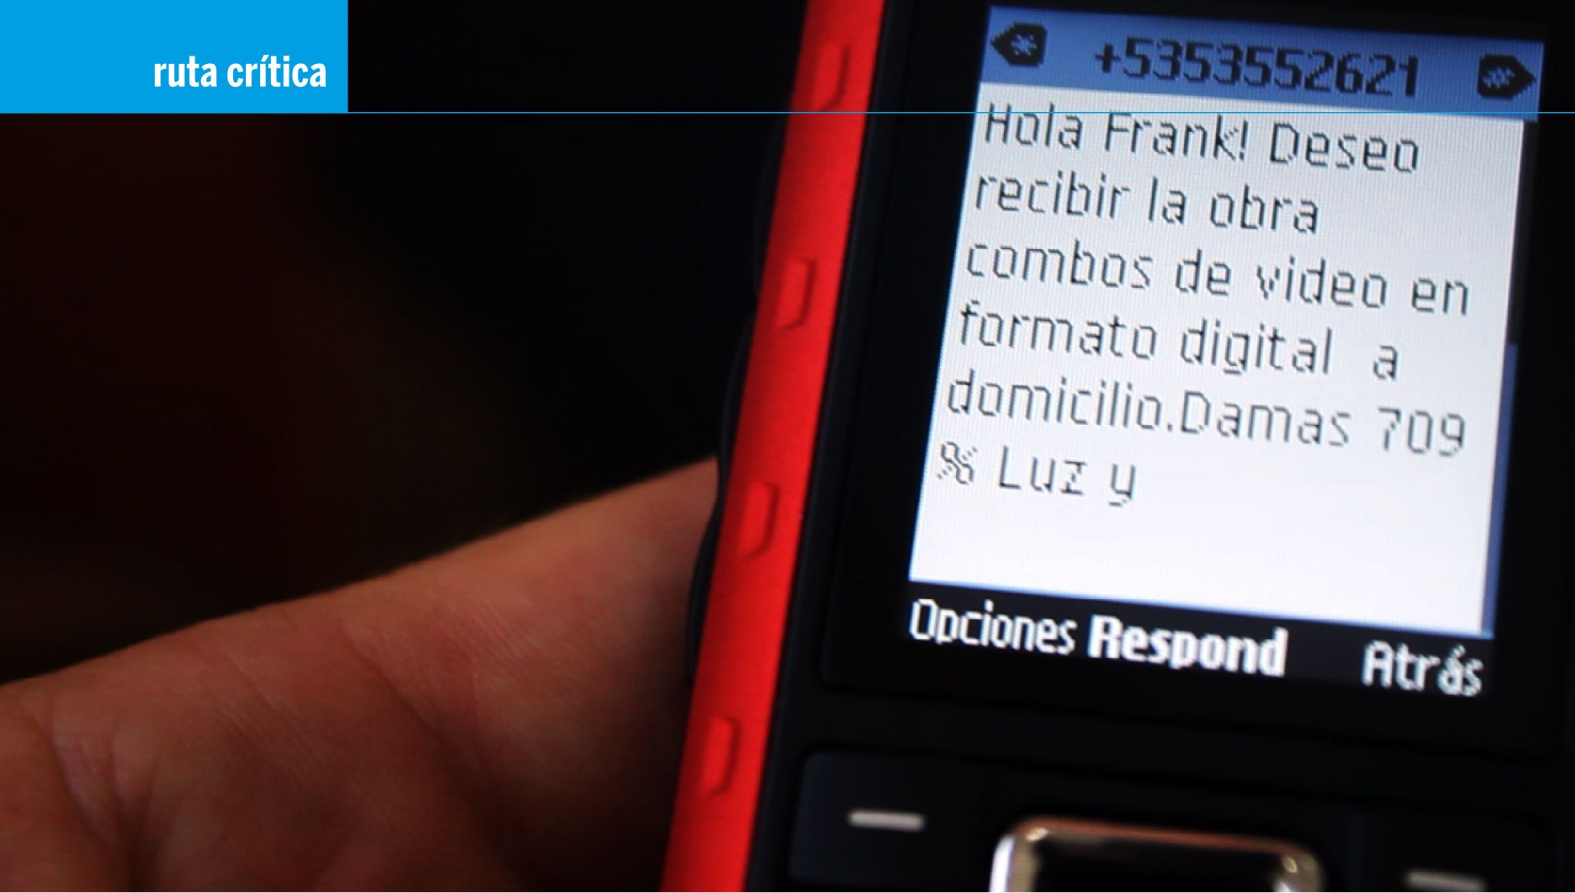 ruta crítica
+5353552621
Hola Frank! Deseo
recibir la obra
combos de video en
formato digital a
domicilio.Damas 709
% Luz y
Opciones Respond Atrás